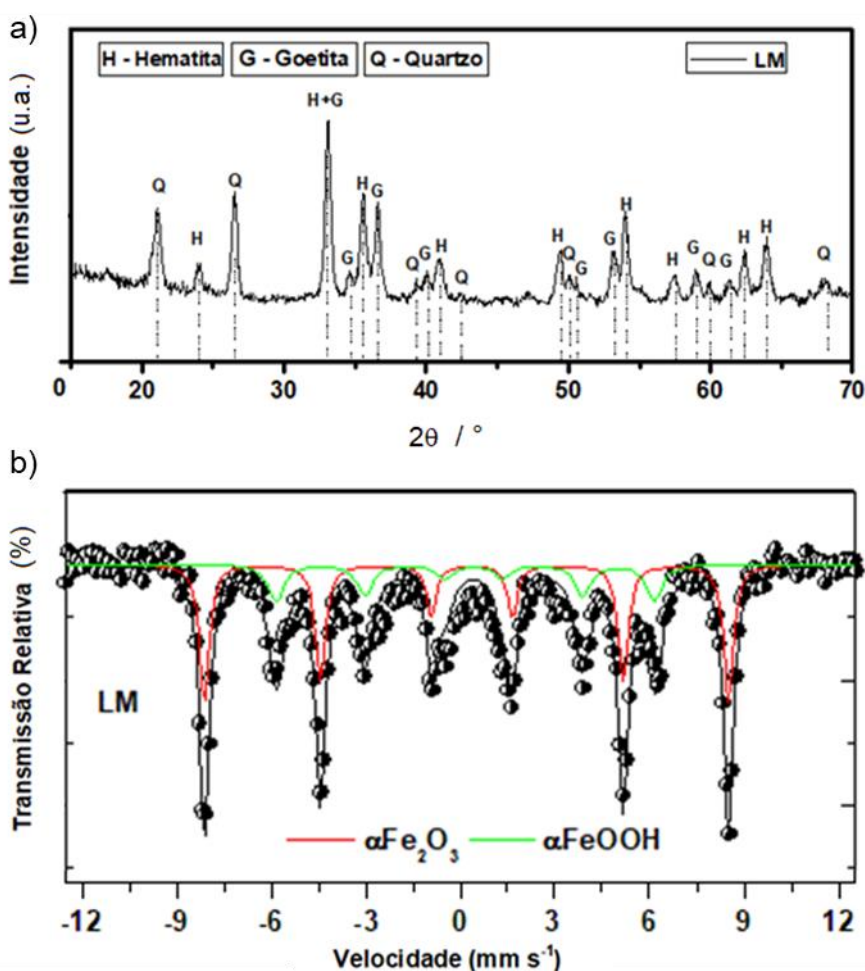 a)
H - Hematita G - Goetita Q - Quartzo LM
Intensidade (u.a.)
H+G
Q H Q G H G Q G H Q H Q G G H H G Q G H H Q
0 20 30 40 50 60 70
2θ / °
b)
Transmissão Relativa (%)
LM
αFe₂O₃ αFeOOH
-12 -9 -6 -3 0 3 6 9 12
Velocidade (mm s⁻¹)